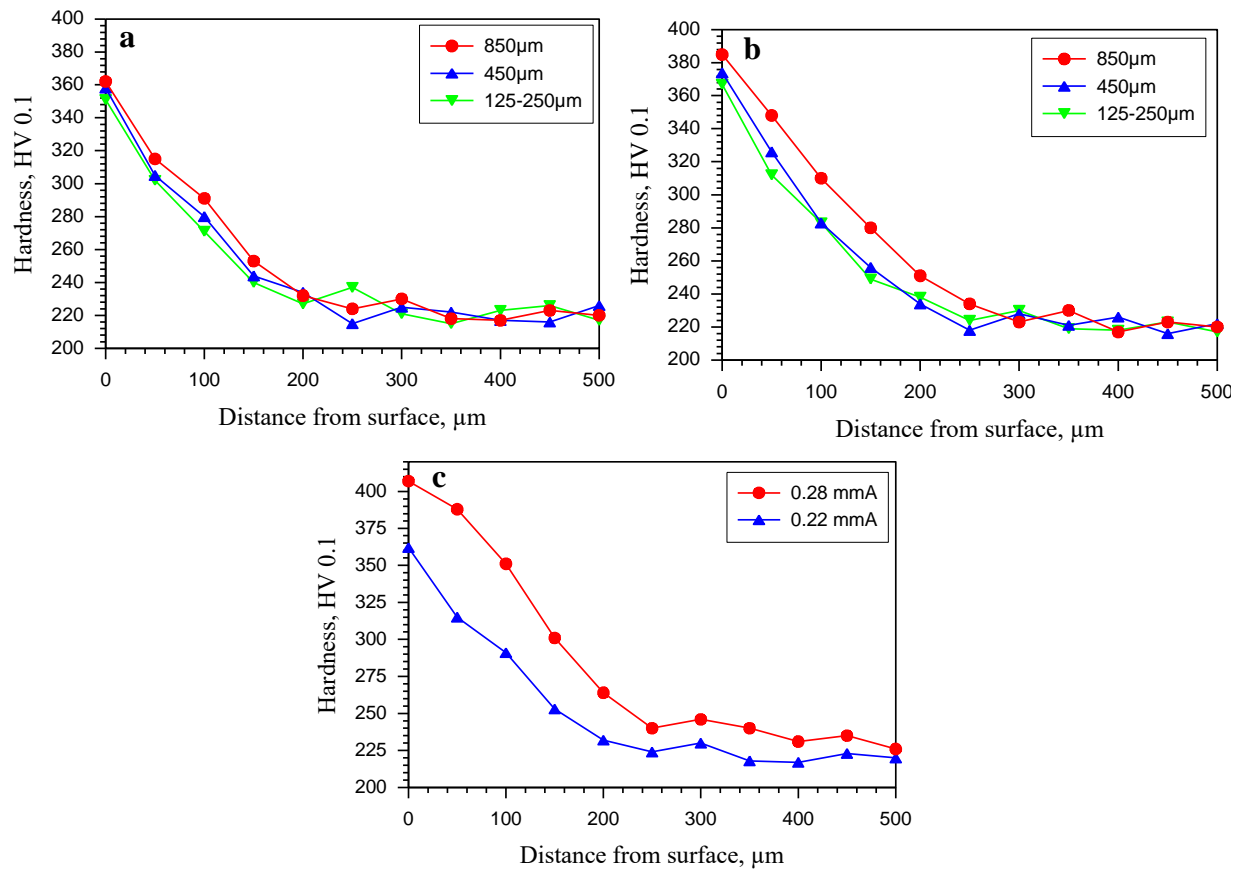 a
850µm
450µm
125-250µm
Hardness, HV 0.1
400
380
360
340
320
300
280
260
240
220
200
0 100 200 300 400 500
Distance from surface, µm
b
850µm
450µm
125-250µm
Hardness, HV 0.1
400
380
360
340
320
300
280
260
240
220
200
0 100 200 300 400 500
Distance from surface, µm
c
0.28 mmA
0.22 mmA
Hardness, HV 0.1
400
375
350
325
300
275
250
225
200
0 100 200 300 400 500
Distance from surface, µm